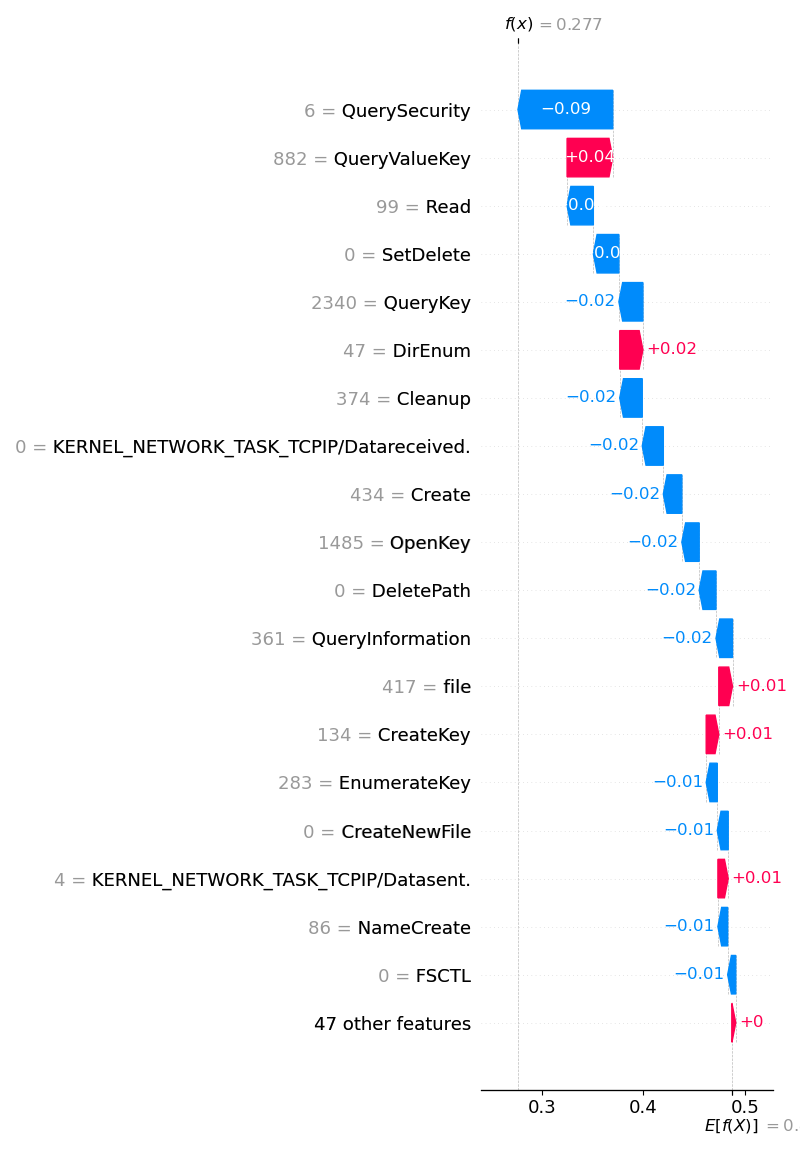 f(x) = 0.277
6 = QuerySecurity
−0.09
882 = QueryValueKey
+0.04
99 = Read
0.0
0 = SetDelete
0.0
2340 = QueryKey
−0.02
47 = DirEnum
+0.02
374 = Cleanup
−0.02
0 = KERNEL_NETWORK_TASK_TCPIP/Datareceived.
−0.02
434 = Create
−0.02
1485 = OpenKey
−0.02
0 = DeletePath
−0.02
361 = QueryInformation
−0.02
417 = file
+0.01
134 = CreateKey
+0.01
283 = EnumerateKey
−0.01
0 = CreateNewFile
−0.01
4 = KERNEL_NETWORK_TASK_TCPIP/Datasent.
+0.01
86 = NameCreate
−0.01
0 = FSCTL
−0.01
47 other features
+0
0.3 0.4 0.5
E[f(X)] = 0.